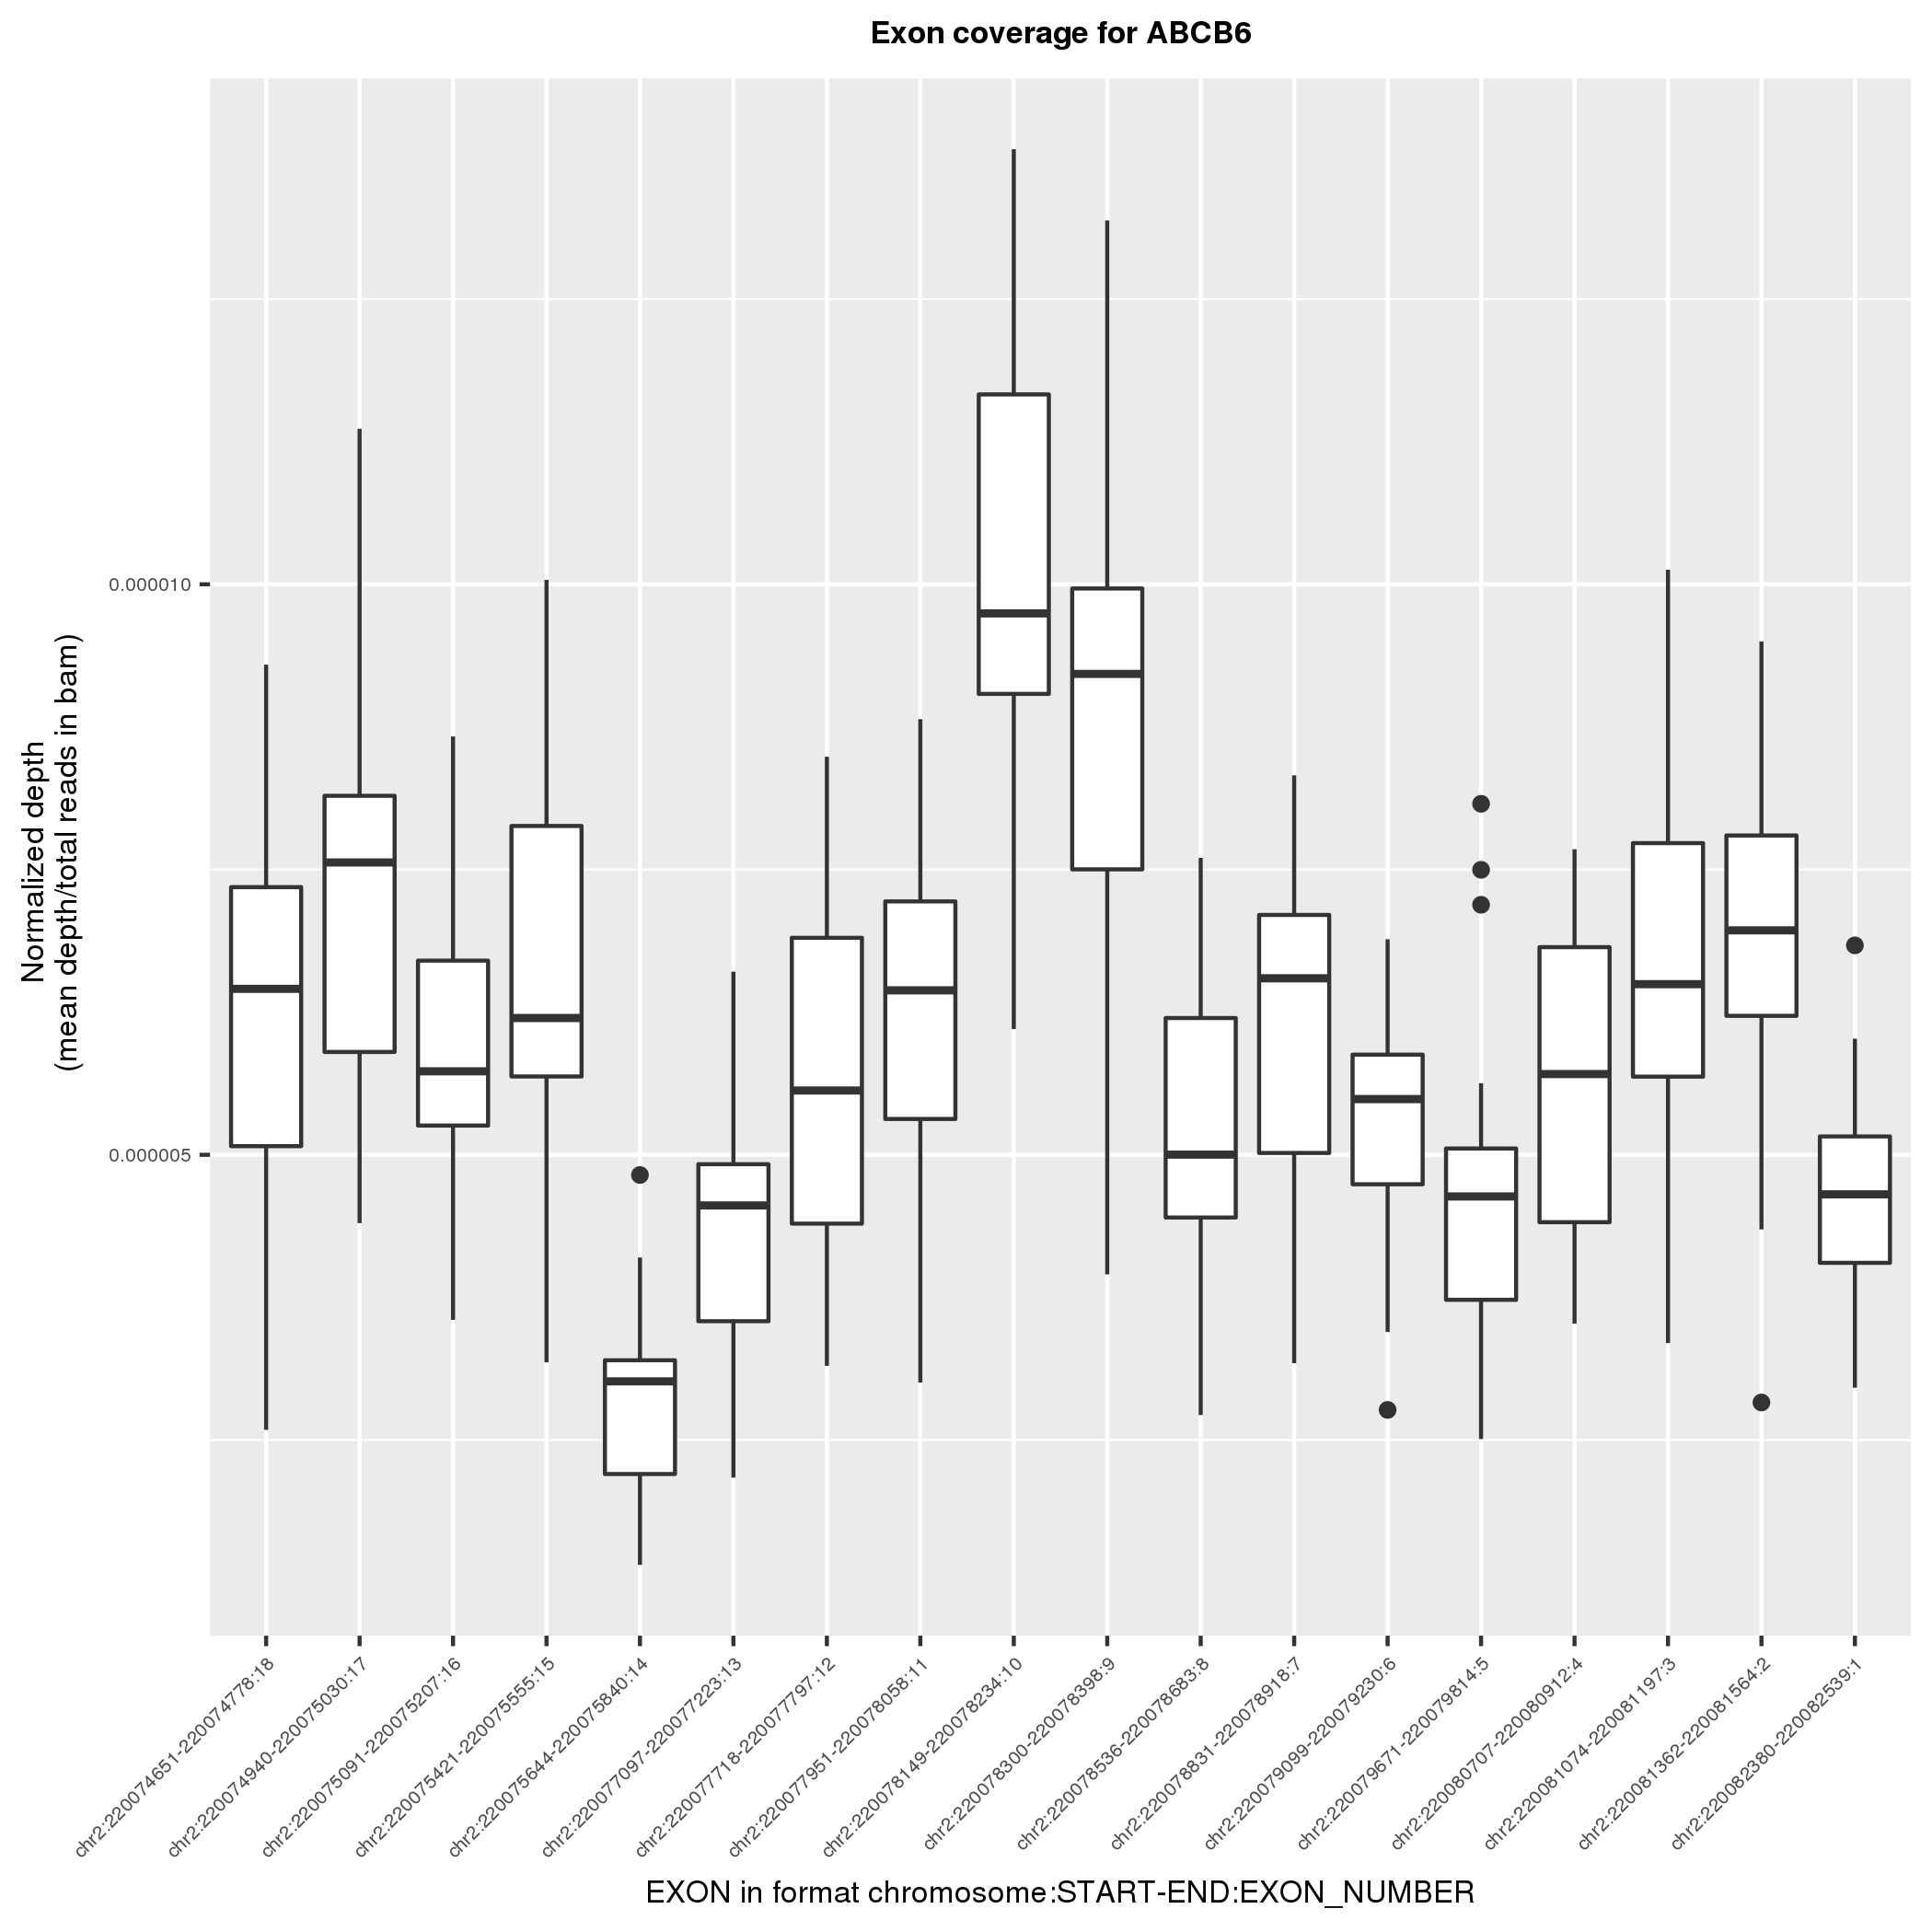 Exon coverage for ABCB6
Normalized depth
(mean depth/total reads in bam)
0.000010
0.000005
chr2:220074651-220074778:18
chr2:220074940-220075030:17
chr2:220075091-220075207:16
chr2:220075421-220075555:15
chr2:220075644-220075840:14
chr2:220077097-220077223:13
chr2:220077718-220077797:12
chr2:220077951-220078058:11
chr2:220078149-220078234:10
chr2:220078300-220078398:9
chr2:220078536-220078683:8
chr2:220078831-220078918:7
chr2:220079099-220079230:6
chr2:220079671-220079814:5
chr2:220080707-220080912:4
chr2:220081074-220081197:3
chr2:220081362-220081564:2
chr2:220082380-220082539:1
EXON in format chromosome:START-END:EXON_NUMBER